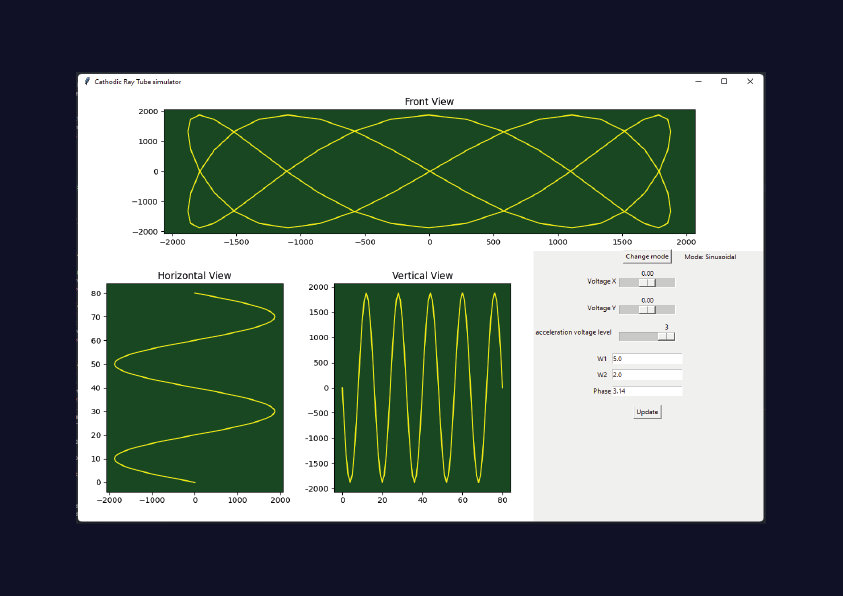 Cathodic Ray Tube simulator
Front View
2000
1000
0
−1000
−2000
−2000 −1500 −1000 −500 0 500 1000 1500 2000
Change mode Mode: Sinusoidal
0.00
Voltage X
0.00
Voltage Y
3
acceleration voltage level
W1 5.0
W2 2.0
Phase 3.14
Update
Horizontal View
80
70
60
50
40
30
20
10
0
−2000 −1000 0 1000 2000
Vertical View
2000
1500
1000
500
0
−500
−1000
−1500
−2000
0 20 40 60 80